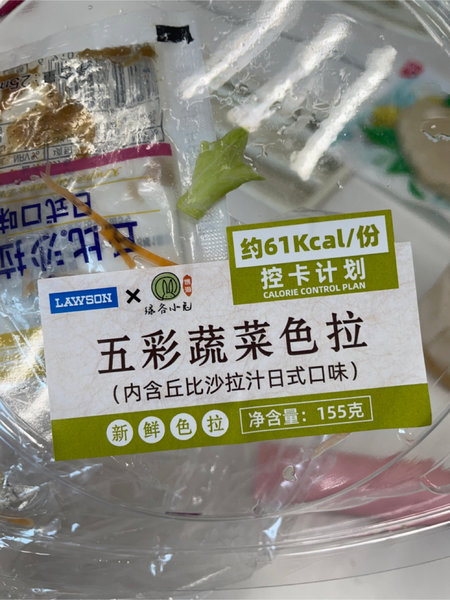 丘比沙拉
日式口味
约61Kcal/份
控卡计划
CALORIE CONTROL PLAN
LAWSON × 绿谷小元
五彩蔬菜色拉
（内含丘比沙拉汁日式口味）
新鲜色拉
净含量：155克